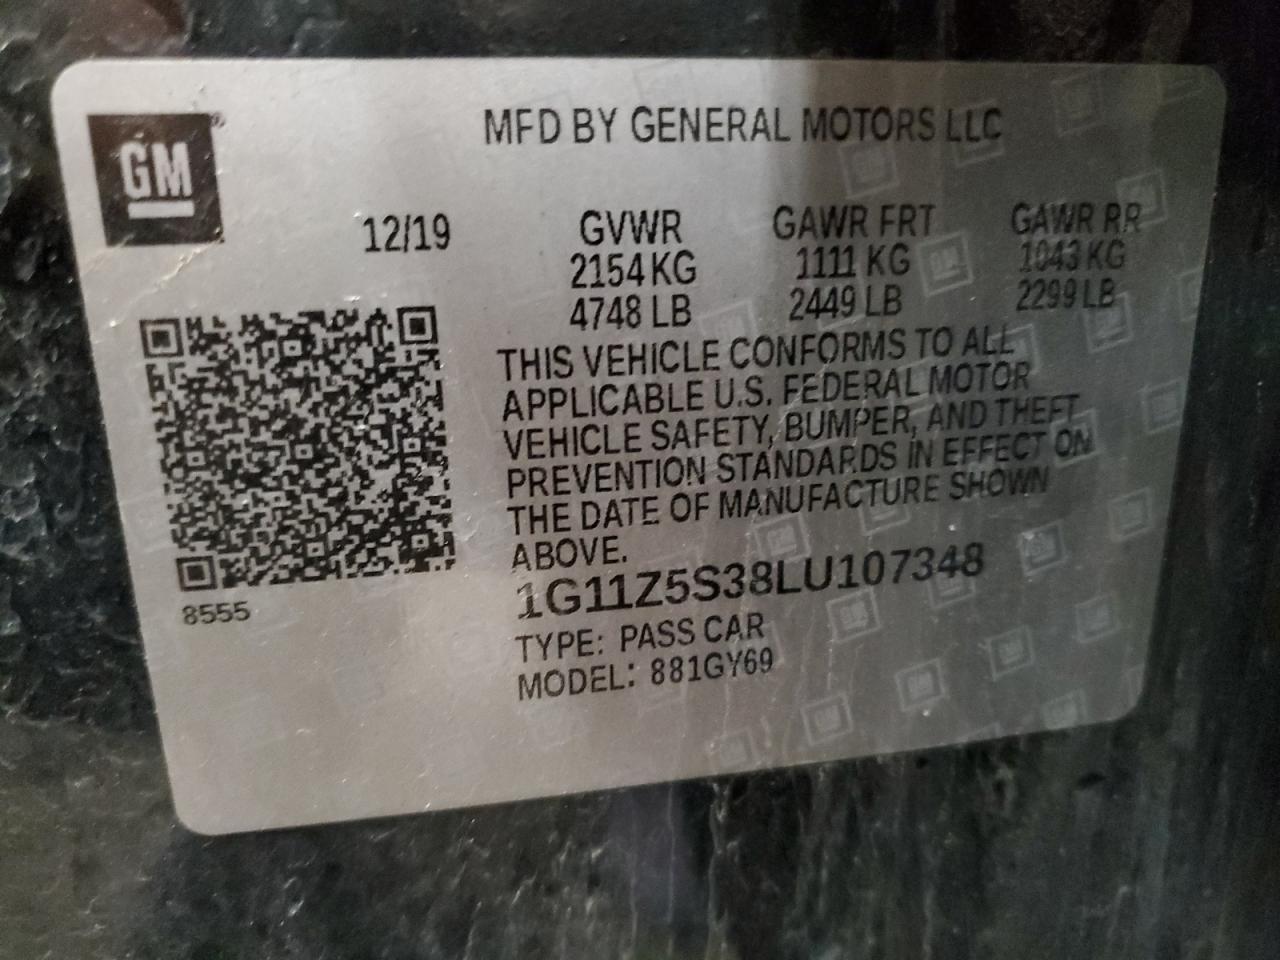 GM
MFD BY GENERAL MOTORS LLC
12/19
GVWR GAWR FRT GAWR RR
2154 KG 1111 KG 1043 KG
4748 LB 2449 LB 2299 LB
THIS VEHICLE CONFORMS TO ALL
APPLICABLE U.S. FEDERAL MOTOR
VEHICLE SAFETY, BUMPER, AND THEFT
PREVENTION STANDARDS IN EFFECT ON
THE DATE OF MANUFACTURE SHOWN
ABOVE.
1G11Z5S38LU107348
TYPE: PASS CAR
MODEL: 881GY69
8555